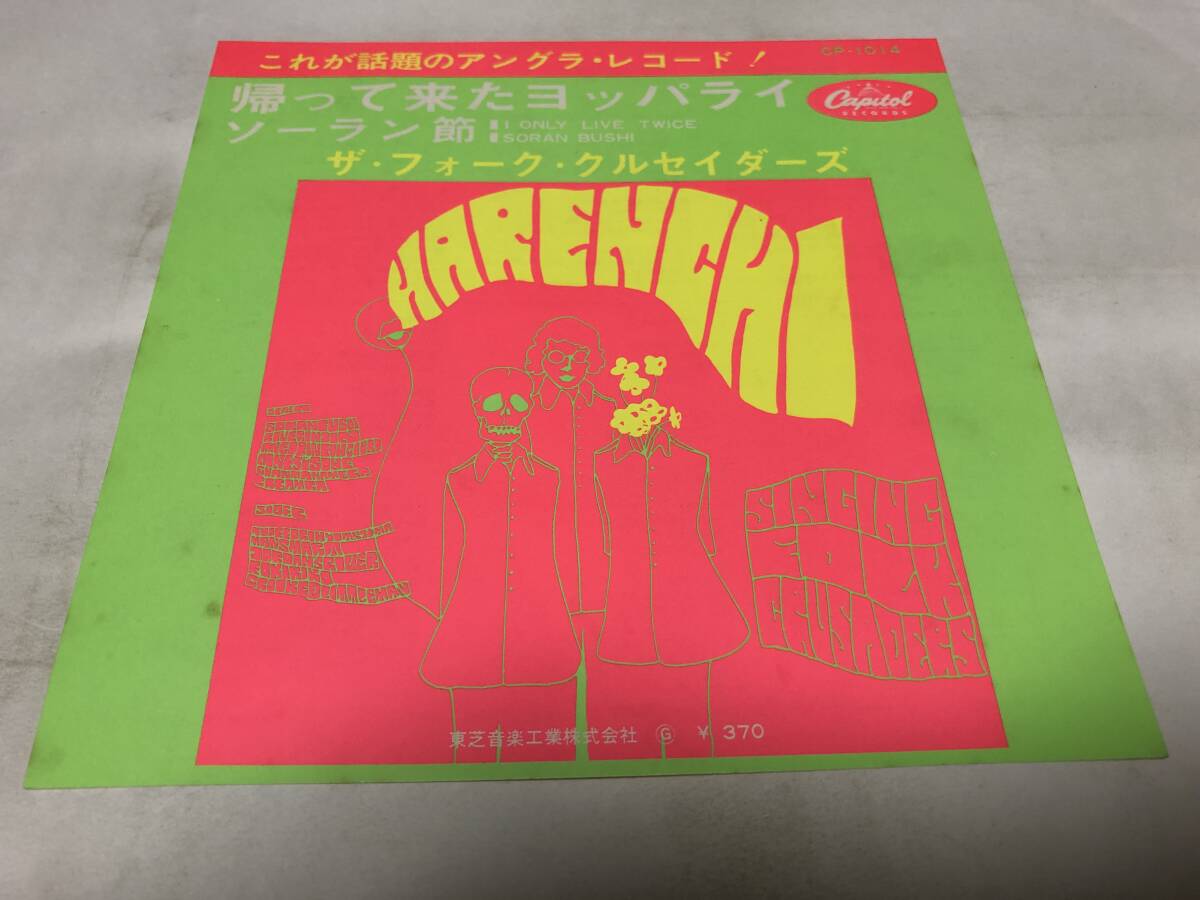 これが話題のアングラ・レコード！
CP-1014
帰って来たヨッパライ
Capitol
RECORDS
ソーラン節
I ONLY LIVE TWICE
SORAN BUSHI
ザ・フォーク・クルセイダーズ
HARENCHI
SINGING
FOLK
CRUSADERS
東芝音楽工業株式会社 Ⓖ ¥ 370